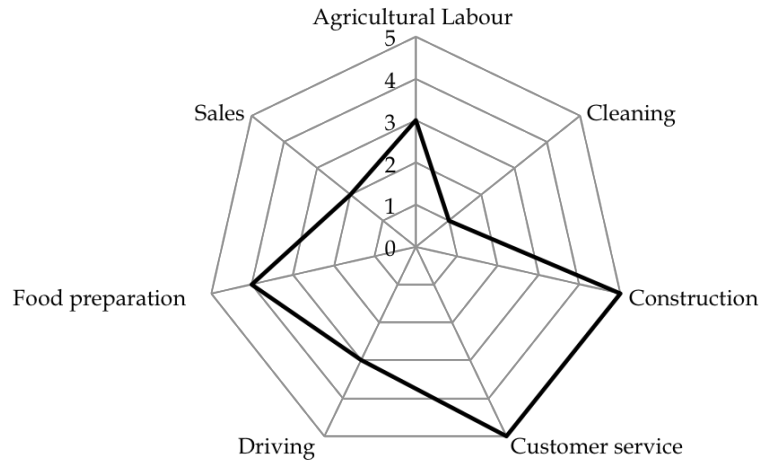 Agricultural Labour
5
Sales
4
Cleaning
3
2
1
0
Food preparation
Construction
Driving
Customer service